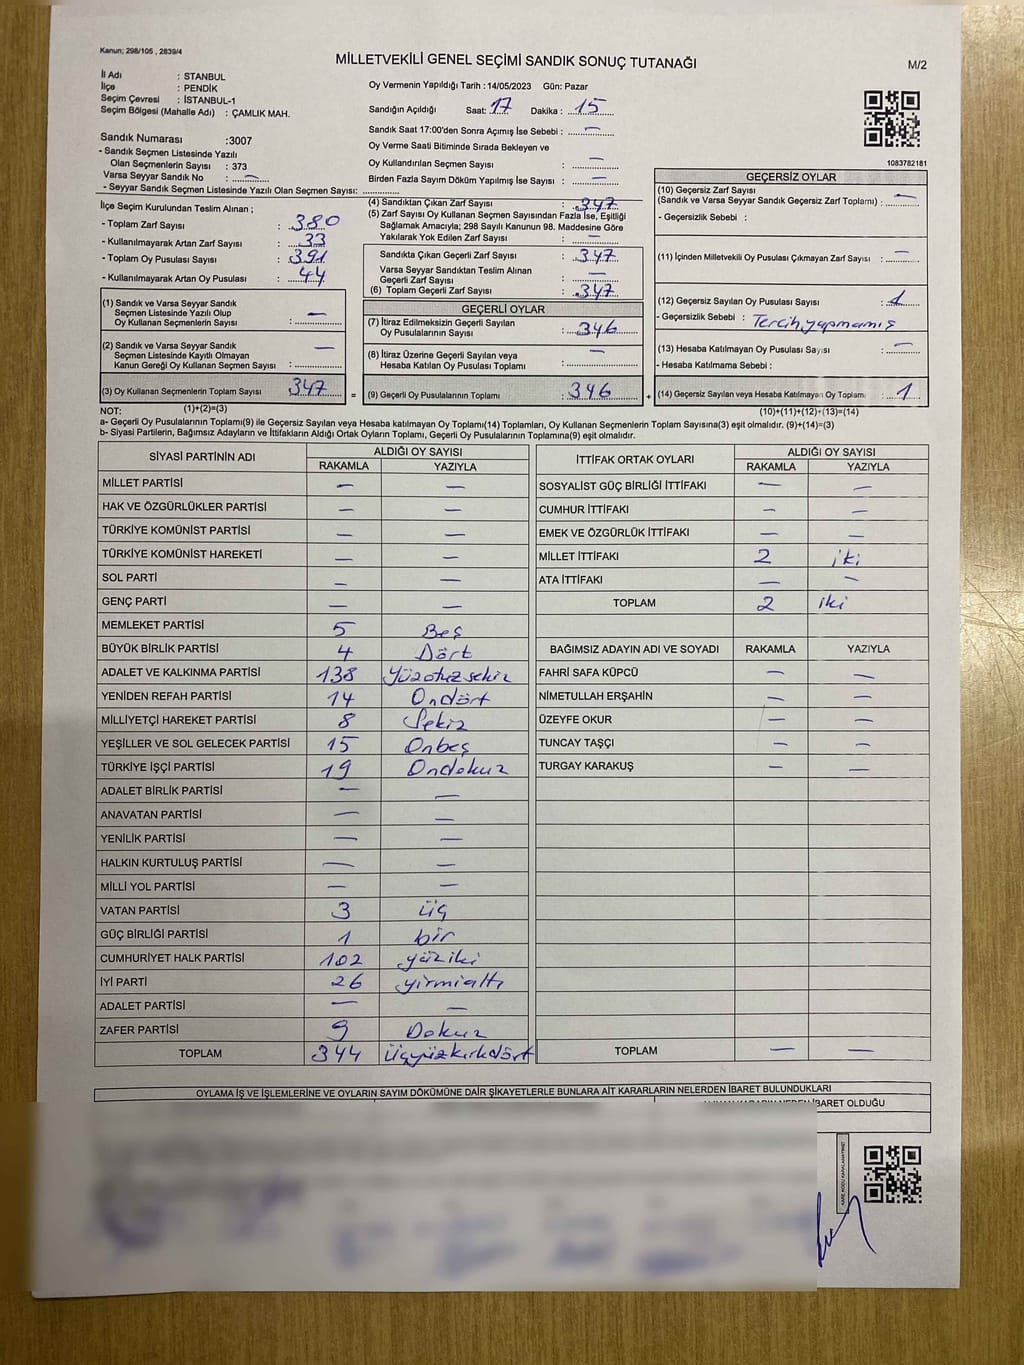 Kanun; 298/105 , 2839/4
MİLLETVEKİLİ GENEL SEÇİMİ SANDIK SONUÇ TUTANAĞI
M/2
İl Adı : STANBUL
İlçe : PENDİK
Seçim Çevresi : İSTANBUL-1
Seçim Bölgesi (Mahalle Adı) : ÇAMLIK MAH.
Oy Vermenin Yapıldığı Tarih : 14/05/2023 Gün: Pazar
Sandığın Açıldığı Saat: 17 Dakika : 15
Sandık Saat 17:00'den Sonra Açımış İse Sebebi : —
Oy Verme Saati Bitiminde Sırada Bekleyen ve
Oy Kullandırılan Seçmen Sayısı : —
Birden Fazla Sayım Döküm Yapılmış İse Sayısı : —
1083782181
Sandık Numarası :3007
- Sandık Seçmen Listesinde Yazılı
Olan Seçmenlerin Sayısı : 373
Varsa Seyyar Sandık No : —
- Seyyar Sandık Seçmen Listesinde Yazılı Olan Seçmen Sayısı:
İlçe Seçim Kurulundan Teslim Alınan ;
- Toplam Zarf Sayısı : 380
- Kullanılmayarak Artan Zarf Sayısı : 33
- Toplam Oy Pusulası Sayısı : 391
- Kullanılmayarak Artan Oy Pusulası : 44
(1) Sandık ve Varsa Seyyar Sandık
Seçmen Listesinde Yazılı Olup
Oy Kullanan Seçmenlerin Sayısı : —
(2) Sandık ve Varsa Seyyar Sandık
Seçmen Listesinde Kayıtlı Olmayan
Kanun Gereği Oy Kullanan Seçmen Sayısı : —
(3) Oy Kullanan Seçmenlerin Toplam Sayısı : 347
(1)+(2)=(3)
(4) Sandıktan Çıkan Zarf Sayısı : 347
(5) Zarf Sayısı Oy Kullanan Seçmen Sayısından Fazla İse, Eşitliği
Sağlamak Amacıyla; 298 Sayılı Kanunun 98. Maddesine Göre
Yakılarak Yok Edilen Zarf Sayısı : —
Sandıkta Çıkan Geçerli Zarf Sayısı : 347
Varsa Seyyar Sandıktan Teslim Alınan
Geçerli Zarf Sayısı : —
(6) Toplam Geçerli Zarf Sayısı : 347
GEÇERLİ OYLAR
(7) İtiraz Edilmeksizin Geçerli Sayılan
Oy Pusulalarının Sayısı : 346
(8) İtiraz Üzerine Geçerli Sayılan veya
Hesaba Katılan Oy Pusulası Toplamı : —
= (9) Geçerli Oy Pusulalarının Toplamı : 346 +
GEÇERSİZ OYLAR
(10) Geçersiz Zarf Sayısı
(Sandık ve Varsa Seyyar Sandık Geçersiz Zarf Toplamı) : —
- Geçersizlik Sebebi :
(11) İçinden Milletvekili Oy Pusulası Çıkmayan Zarf Sayısı : —
(12) Geçersiz Sayılan Oy Pusulası Sayısı : 1
- Geçersizlik Sebebi : Tercih yapmamış
(13) Hesaba Katılmayan Oy Pusulası Sayısı : —
- Hesaba Katılmama Sebebi :
(14) Geçersiz Sayılan veya Hesaba Katılmayan Oy Toplamı : 1
(10)+(11)+(12)+(13)=(14)
NOT:
a- Geçerli Oy Pusulalarının Toplamı(9) ile Geçersiz Sayılan veya Hesaba Katılmayan Oy Toplamı(14) Toplamları, Oy Kullanan Seçmenlerin Toplam Sayısına(3) eşit olmalıdır. (9)+(14)=(3)
b- Siyasi Partilerin, Bağımsız Adayların ve İttifakların Aldığı Ortak Oyların Toplamı, Geçerli Oy Pusulalarının Toplamına(9) eşit olmalıdır.
SİYASİ PARTİNİN ADI ALDIĞI OY SAYISI
RAKAMLA YAZIYLA
MİLLET PARTİSİ — —
HAK VE ÖZGÜRLÜKLER PARTİSİ — —
TÜRKİYE KOMÜNİST PARTİSİ — —
TÜRKİYE KOMÜNİST HAREKETİ — —
SOL PARTİ — —
GENÇ PARTİ — —
MEMLEKET PARTİSİ 5 Beş
BÜYÜK BİRLİK PARTİSİ 4 Dört
ADALET VE KALKINMA PARTİSİ 138 Yüzotuzsekiz
YENİDEN REFAH PARTİSİ 14 Ondört
MİLLİYETÇİ HAREKET PARTİSİ 8 Sekiz
YEŞİLLER VE SOL GELECEK PARTİSİ 15 Onbeş
TÜRKİYE İŞÇİ PARTİSİ 19 Ondokuz
ADALET BİRLİK PARTİSİ — —
ANAVATAN PARTİSİ — —
YENİLİK PARTİSİ — —
HALKIN KURTULUŞ PARTİSİ — —
MİLLİ YOL PARTİSİ — —
VATAN PARTİSİ 3 üç
GÜÇ BİRLİĞİ PARTİSİ 1 bir
CUMHURİYET HALK PARTİSİ 102 yüziki
İYİ PARTİ 26 yirmialtı
ADALET PARTİSİ — —
ZAFER PARTİSİ 9 Dokuz
TOPLAM 344 üçyüzkırkdört
İTTİFAK ORTAK OYLARI ALDIĞI OY SAYISI
RAKAMLA YAZIYLA
SOSYALİST GÜÇ BİRLİĞİ İTTİFAKI — —
CUMHUR İTTİFAKI — —
EMEK VE ÖZGÜRLÜK İTTİFAKI — —
MİLLET İTTİFAKI 2 iki
ATA İTTİFAKI — —
TOPLAM 2 iki
BAĞIMSIZ ADAYIN ADI VE SOYADI RAKAMLA YAZIYLA
FAHRİ SAFA KÜPCÜ — —
NİMETULLAH ERŞAHİN — —
ÜZEYFE OKUR — —
TUNCAY TAŞÇI — —
TURGAY KARAKUŞ — —
TOPLAM — —
OYLAMA İŞ VE İŞLEMLERİNE VE OYLARIN SAYIM DÖKÜMÜNE DAİR ŞİKAYETLERLE BUNLARA AİT KARARLARIN NELERDEN İBARET BULUNDUKLARI
KARARIN NEDEN İBARET OLDUĞU
KARE KODU KARALAMAYINIZ